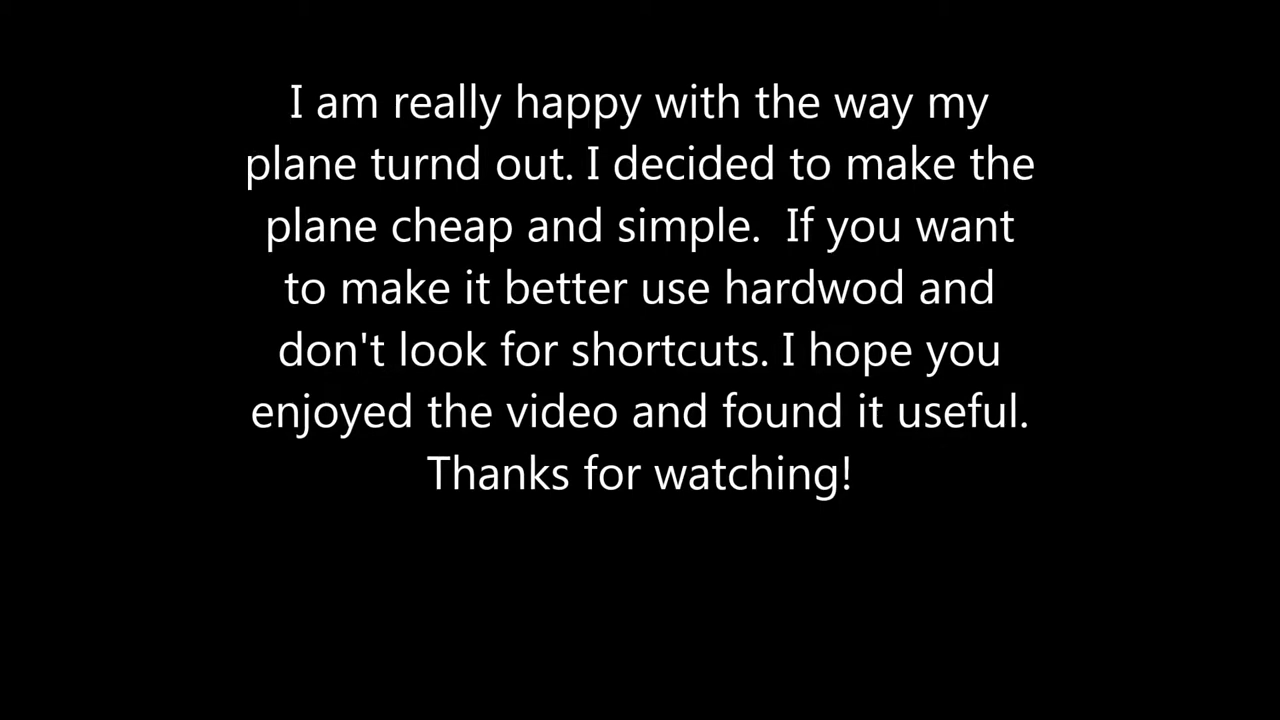 I am really happy with the way my
plane turnd out. I decided to make the
plane cheap and simple.  If you want
to make it better use hardwod and
don't look for shortcuts. I hope you
enjoyed the video and found it useful.
Thanks for watching!